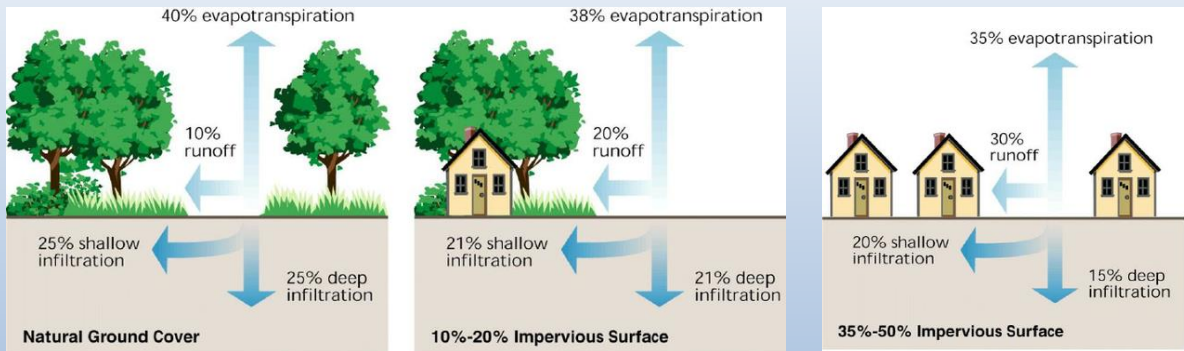 40% evapotranspiration
10%
runoff
25% shallow
infiltration
25% deep
infiltration
Natural Ground Cover
38% evapotranspiration
20%
runoff
21% shallow
infiltration
21% deep
infiltration
10%-20% Impervious Surface
35% evapotranspiration
30%
runoff
20% shallow
infiltration
15% deep
infiltration
35%-50% Impervious Surface